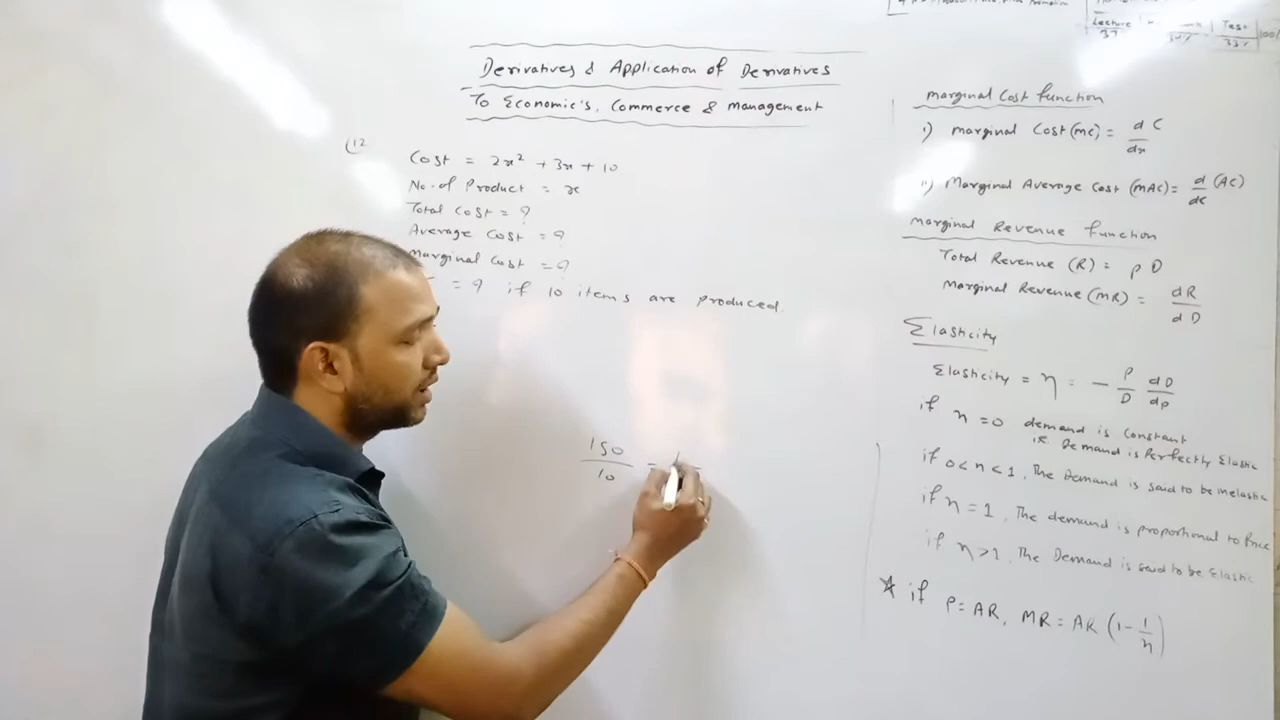 Lecture
Test
33%
100%
Derivatives & Application of Derivatives
To Economic's, Commerce & management
(12
Cost = 2x² + 3x + 10
No. of Product = x
Total Cost = ?
Average Cost = ?
Marginal Cost = ?
= ? if 10 items are produced.
150
10
=
Marginal Cost function
i) Marginal Cost (MC) = dC/dx
ii) Marginal Average Cost (MAC) = d/dc (AC)
Marginal Revenue function
Total Revenue (R) = P D
Marginal Revenue (MR) = dR/dD
Elasticity
Elasticity = η = - P/D dD/dp
if η = 0 demand is Constant
i.e. Demand is Perfectly Elastic
if 0 < η < 1, The Demand is said to be inelastic
if η = 1, The demand is proportional to Price
if η > 1, The Demand is said to be Elastic
☆ if P = AR, MR = AR (1 - 1/η)